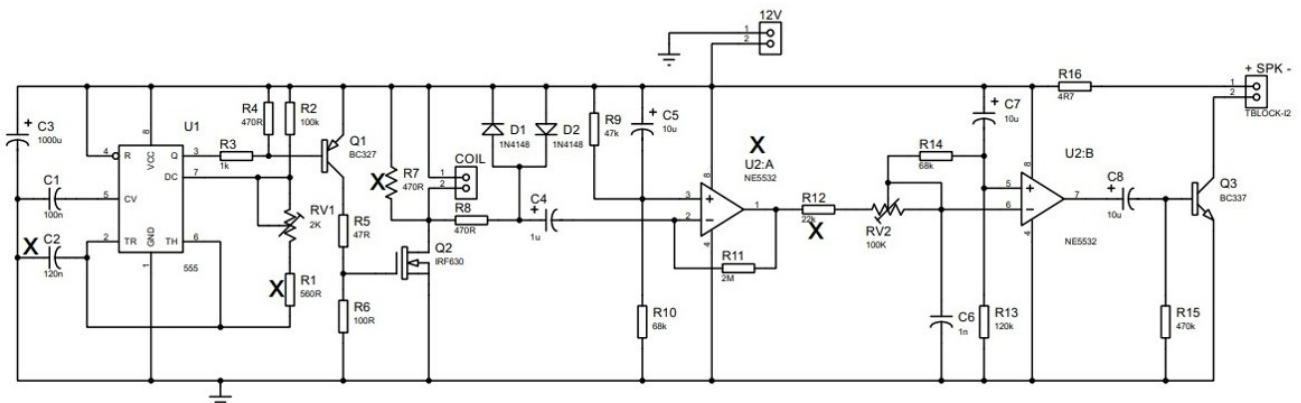 12V
1
2
+ SPK -
1
2
TBLOCK-I2
R16
4R7
C3
1000u
+
U1
8
VCC
4
R
Q
3
DC
7
5
CV
2
TR
GND
1
TH
6
555
C1
100n
X
C2
120n
R3
1k
R4
470R
R2
100k
RV1
2K
X
R1
560R
Q1
BC327
R5
47R
R6
100R
X
R7
470R
COIL
1
2
R8
470R
Q2
IRF630
D1
1N4148
D2
1N4148
C4
+
1u
R9
47k
+
C5
10u
R10
68k
X
U2:A
NE5532
8
3
+
2
-
1
4
R11
2M
R12
22k
X
RV2
100K
R14
68k
C6
1n
+
C7
10u
R13
120k
U2:B
NE5532
8
5
+
6
-
7
4
C8
+
10u
R15
470k
Q3
BC337